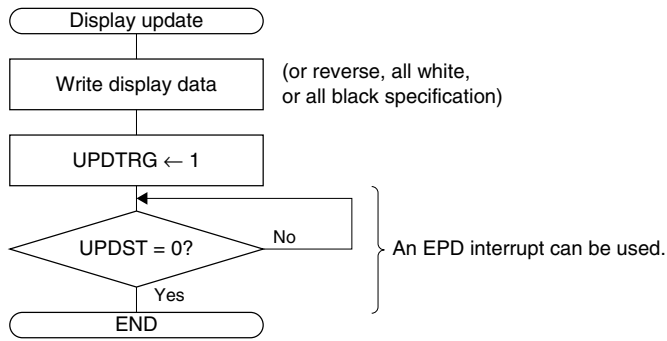 Display update
Write display data
(or reverse, all white,
or all black specification)
UPDTRG ← 1
UPDST = 0?
No
An EPD interrupt can be used.
Yes
END